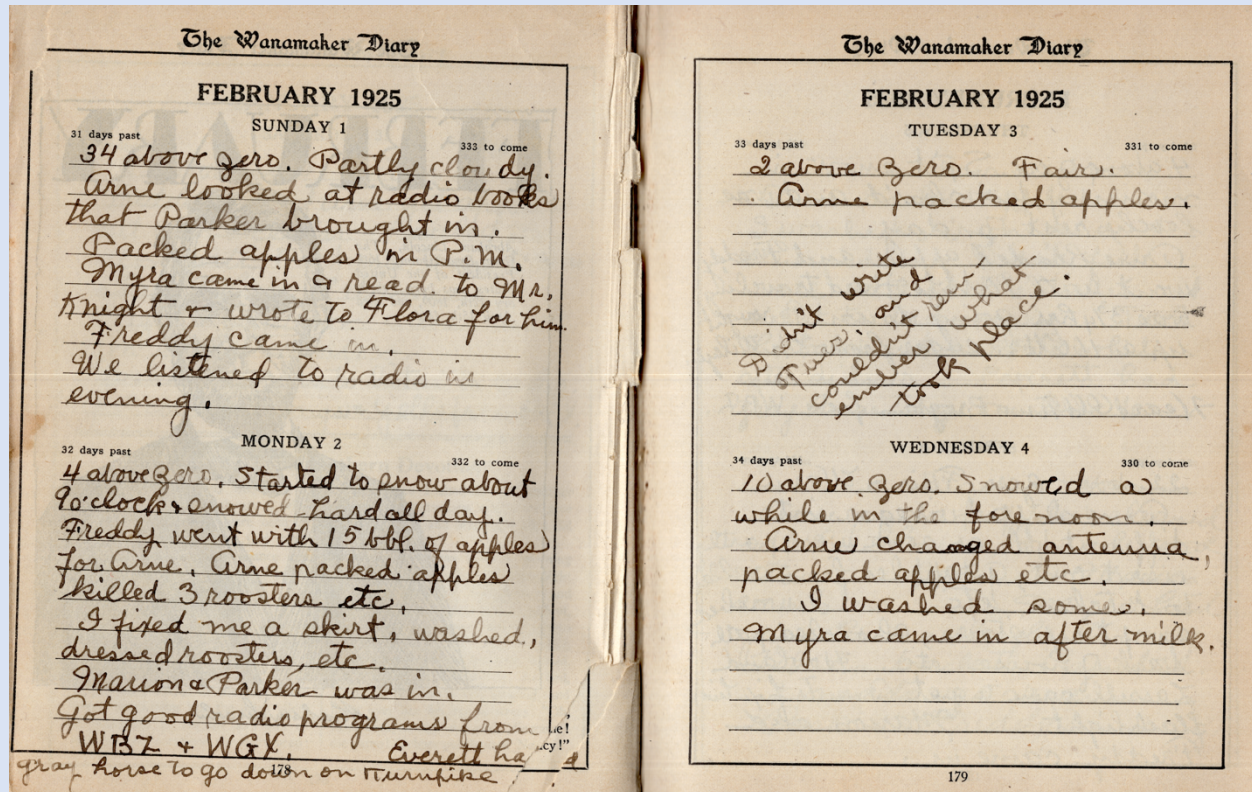 The Wanamaker Diary
FEBRUARY 1925
SUNDAY 1
31 days past
333 to come
34 above zero. Partly cloudy.
Arne looked at radio books
that Parker brought in.
Packed apples in P.M.
Myra came in & read to Mr.
Knight & wrote to Flora for him.
Freddy came in.
We listened to radio in
evening.
MONDAY 2
32 days past
332 to come
4 above zero. Started to snow about
9 o'clock & snowed hard all day.
Freddy went with 15 bbl. of apples
for Arne. Arne packed apples
killed 3 roosters etc.
I fixed me a skirt, washed,
dressed roosters, etc.
Marion & Parker was in.
Got good radio programs from
WBZ & WGX. Everett had
gray horse to go down on turnpike
178
The Wanamaker Diary
FEBRUARY 1925
TUESDAY 3
33 days past
331 to come
2 above zero. Fair.
Arne packed apples.
Didn't write
Tues. and
couldn't rem-
ember what
took place.
WEDNESDAY 4
34 days past
330 to come
10 above zero. Snowed a
while in the forenoon.
Arne changed antenna,
packed apples etc.
I washed some.
Myra came in after milk.
179